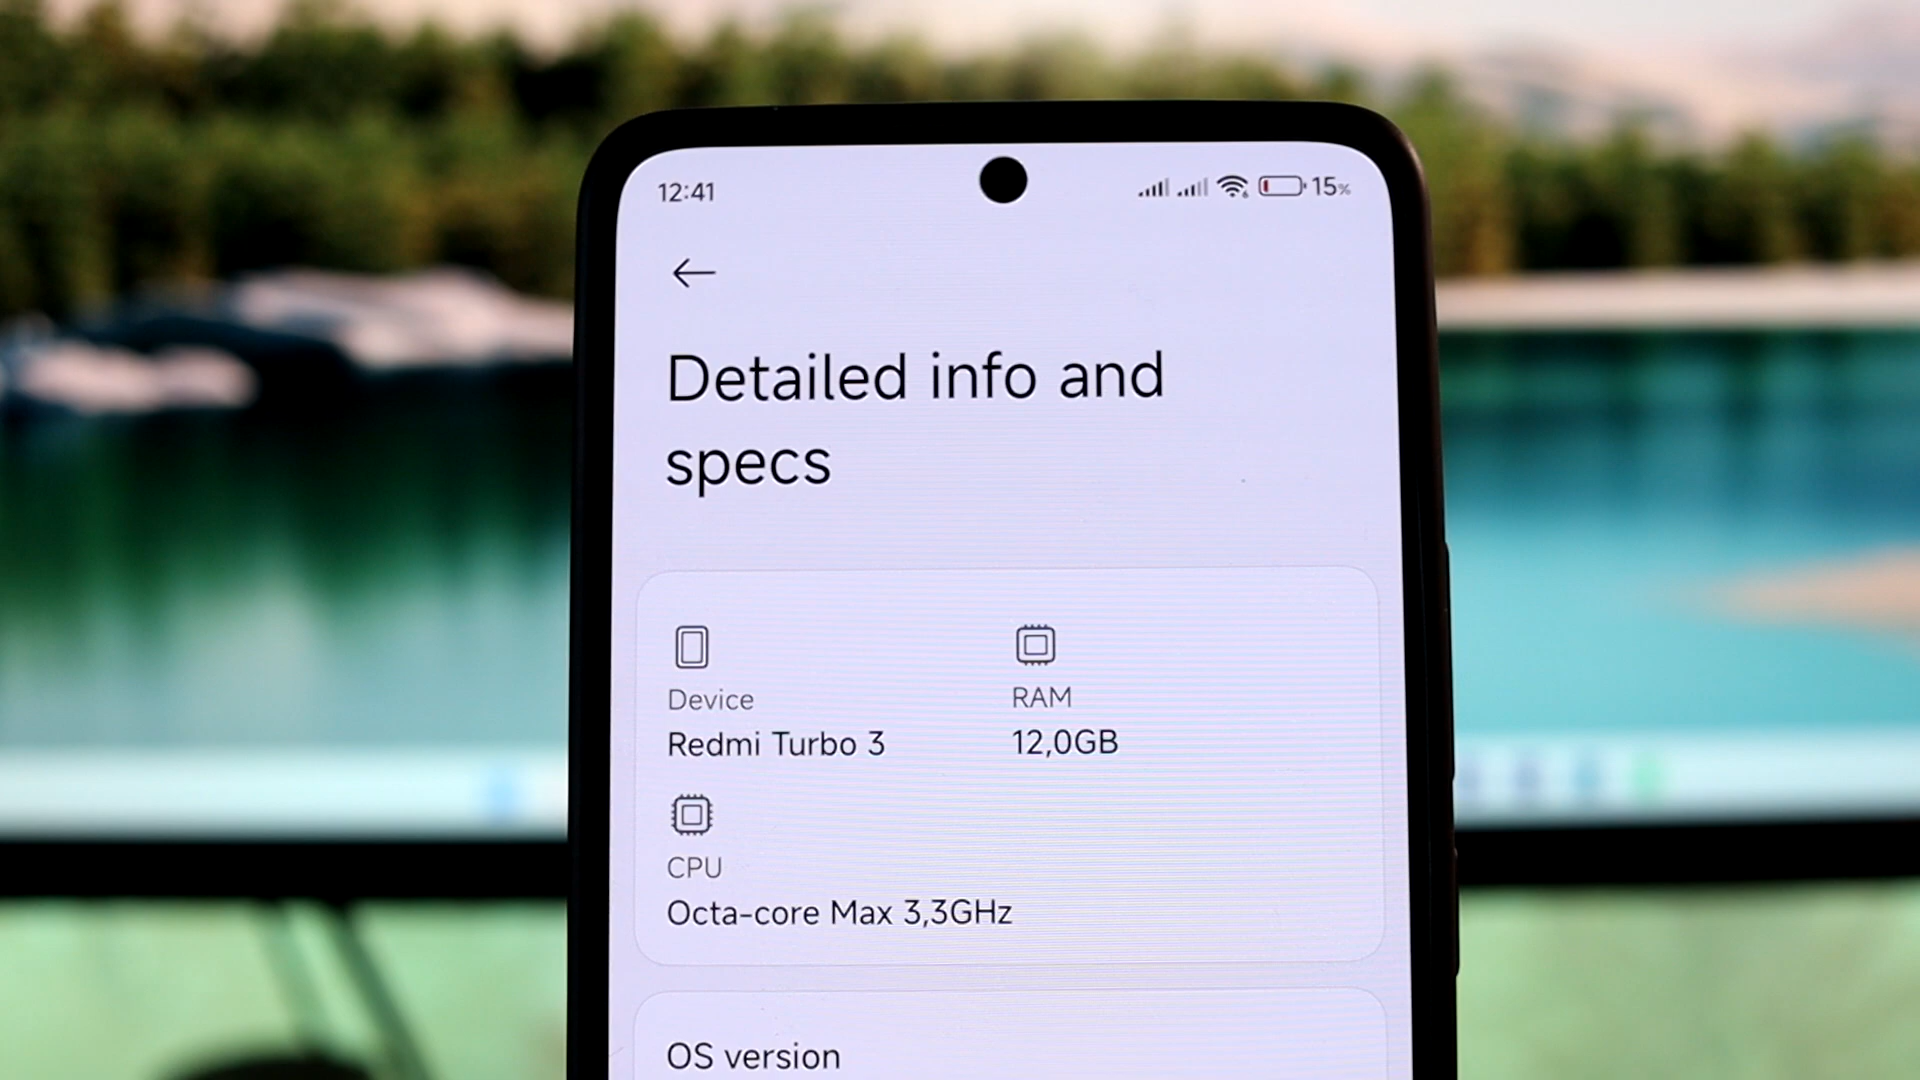 12:41
15%
Detailed info and
specs
Device
Redmi Turbo 3
RAM
12,0GB
CPU
Octa-core Max 3,3GHz
OS version